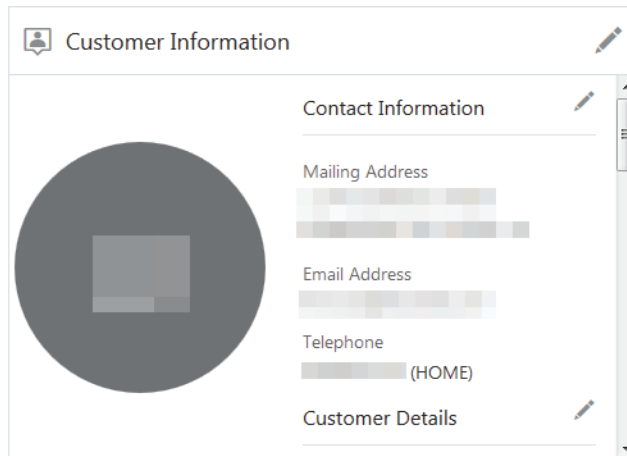 Customer Information
Contact Information
Mailing Address
Email Address
Telephone
(HOME)
Customer Details